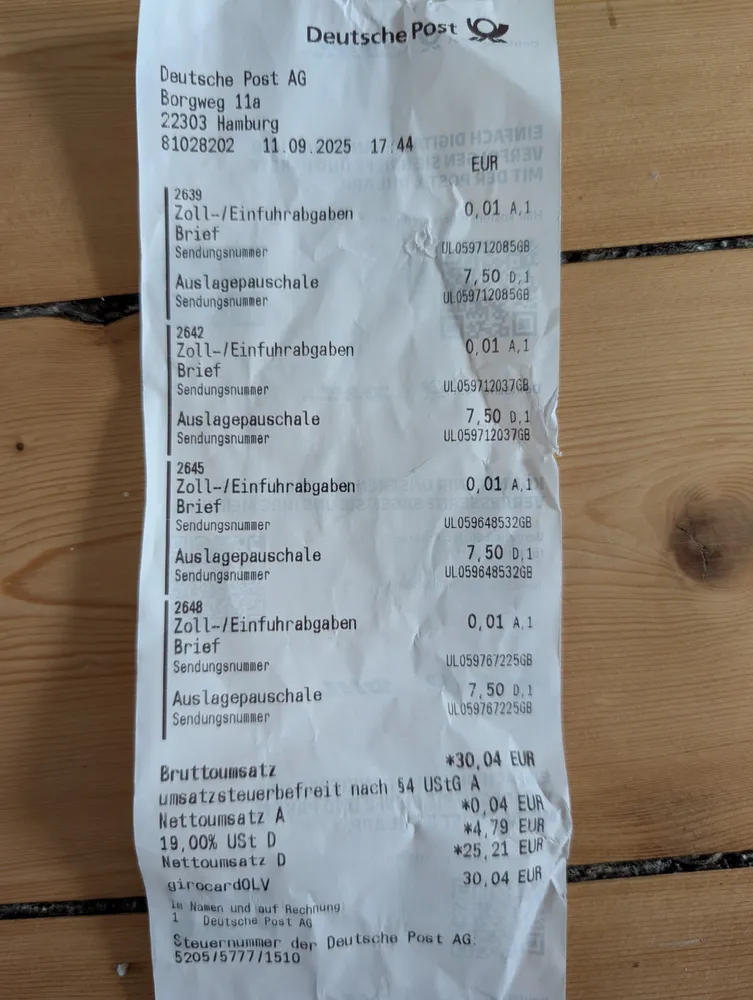 Deutsche Post
Deutsche Post AG
Borgweg 11a
22303 Hamburg
81028202 11.09.2025 17:44
EUR
2639
Zoll-/Einfuhrabgaben 0,01 A,1
Brief
Sendungsnummer UL059712085GB
Auslagepauschale 7,50 D,1
Sendungsnummer UL059712085GB
2642
Zoll-/Einfuhrabgaben 0,01 A,1
Brief
Sendungsnummer UL059712037GB
Auslagepauschale 7,50 D,1
Sendungsnummer UL059712037GB
2645
Zoll-/Einfuhrabgaben 0,01 A,1
Brief
Sendungsnummer UL059648532GB
Auslagepauschale 7,50 D,1
Sendungsnummer UL059648532GB
2648
Zoll-/Einfuhrabgaben 0,01 A,1
Brief
Sendungsnummer UL059767225GB
Auslagepauschale 7,50 D,1
Sendungsnummer UL059767225GB
Bruttoumsatz *30,04 EUR
umsatzsteuerbefreit nach §4 UStG A
Nettoumsatz A *0,04 EUR
19,00% USt D *4,79 EUR
Nettoumsatz D *25,21 EUR
girocardOLV 30,04 EUR
im Namen und auf Rechnung
1 Deutsche Post AG
Steuernummer der Deutsche Post AG:
5205/5777/1510